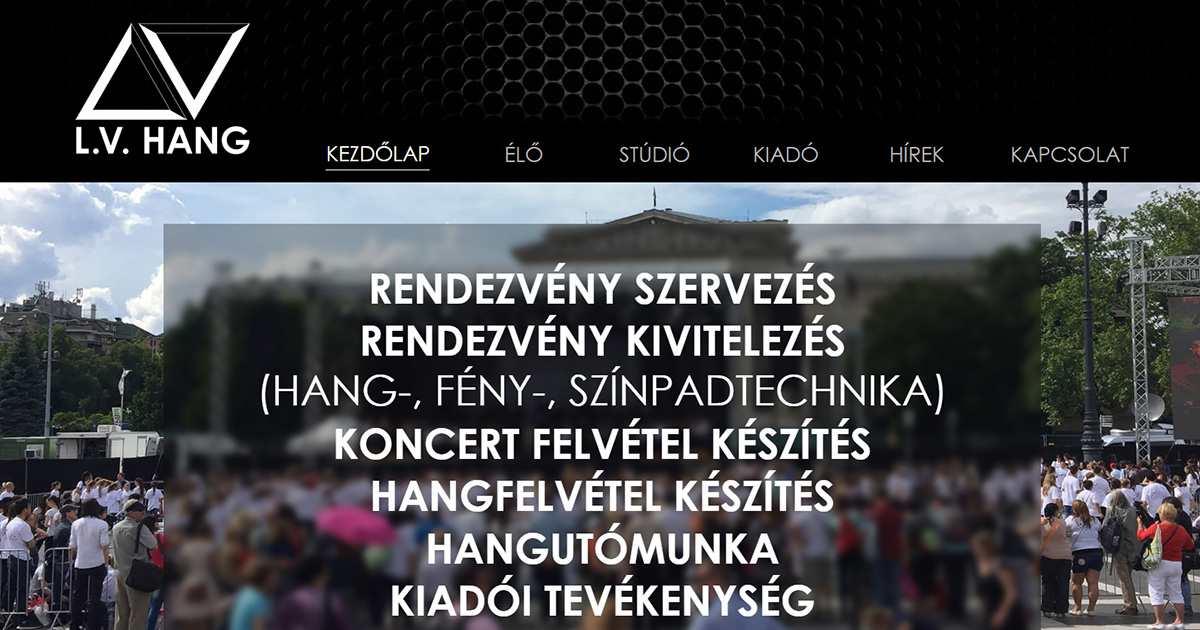 L.V. HANG
KEZDŐLAP ÉLŐ STÚDIÓ KIADÓ HÍREK KAPCSOLAT
RENDEZVÉNY SZERVEZÉS
RENDEZVÉNY KIVITELEZÉS
(HANG-, FÉNY-, SZÍNPADTECHNIKA)
KONCERT FELVÉTEL KÉSZÍTÉS
HANGFELVÉTEL KÉSZÍTÉS
HANGUTÓMUNKA
KIADÓI TEVÉKENYSÉG